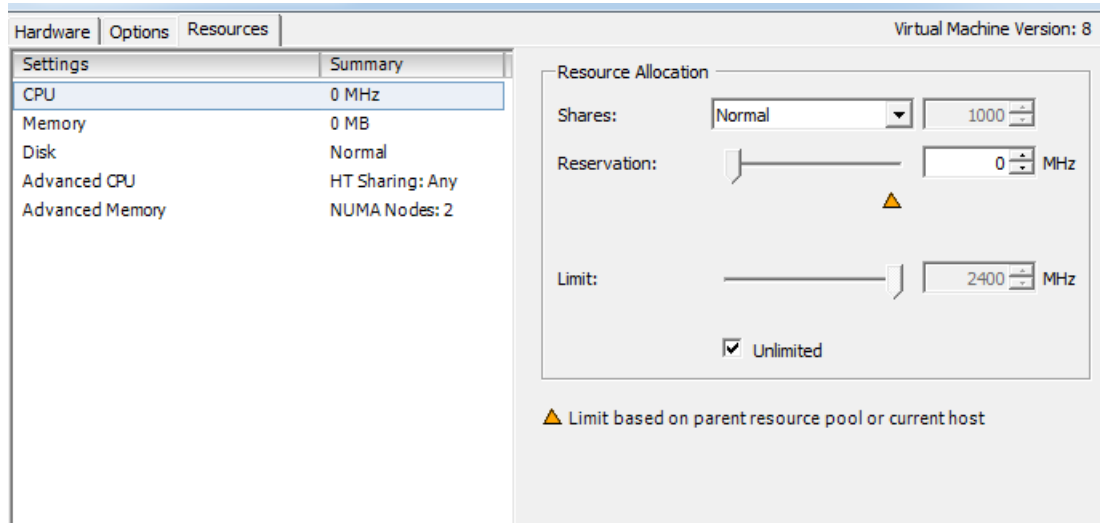 Hardware Options Resources Virtual Machine Version: 8
Settings Summary
CPU 0 MHz
Memory 0 MB
Disk Normal
Advanced CPU HT Sharing: Any
Advanced Memory NUMA Nodes: 2
Resource Allocation
Shares: Normal 1000
Reservation: 0 MHz
Limit: 2400 MHz
Unlimited
Limit based on parent resource pool or current host